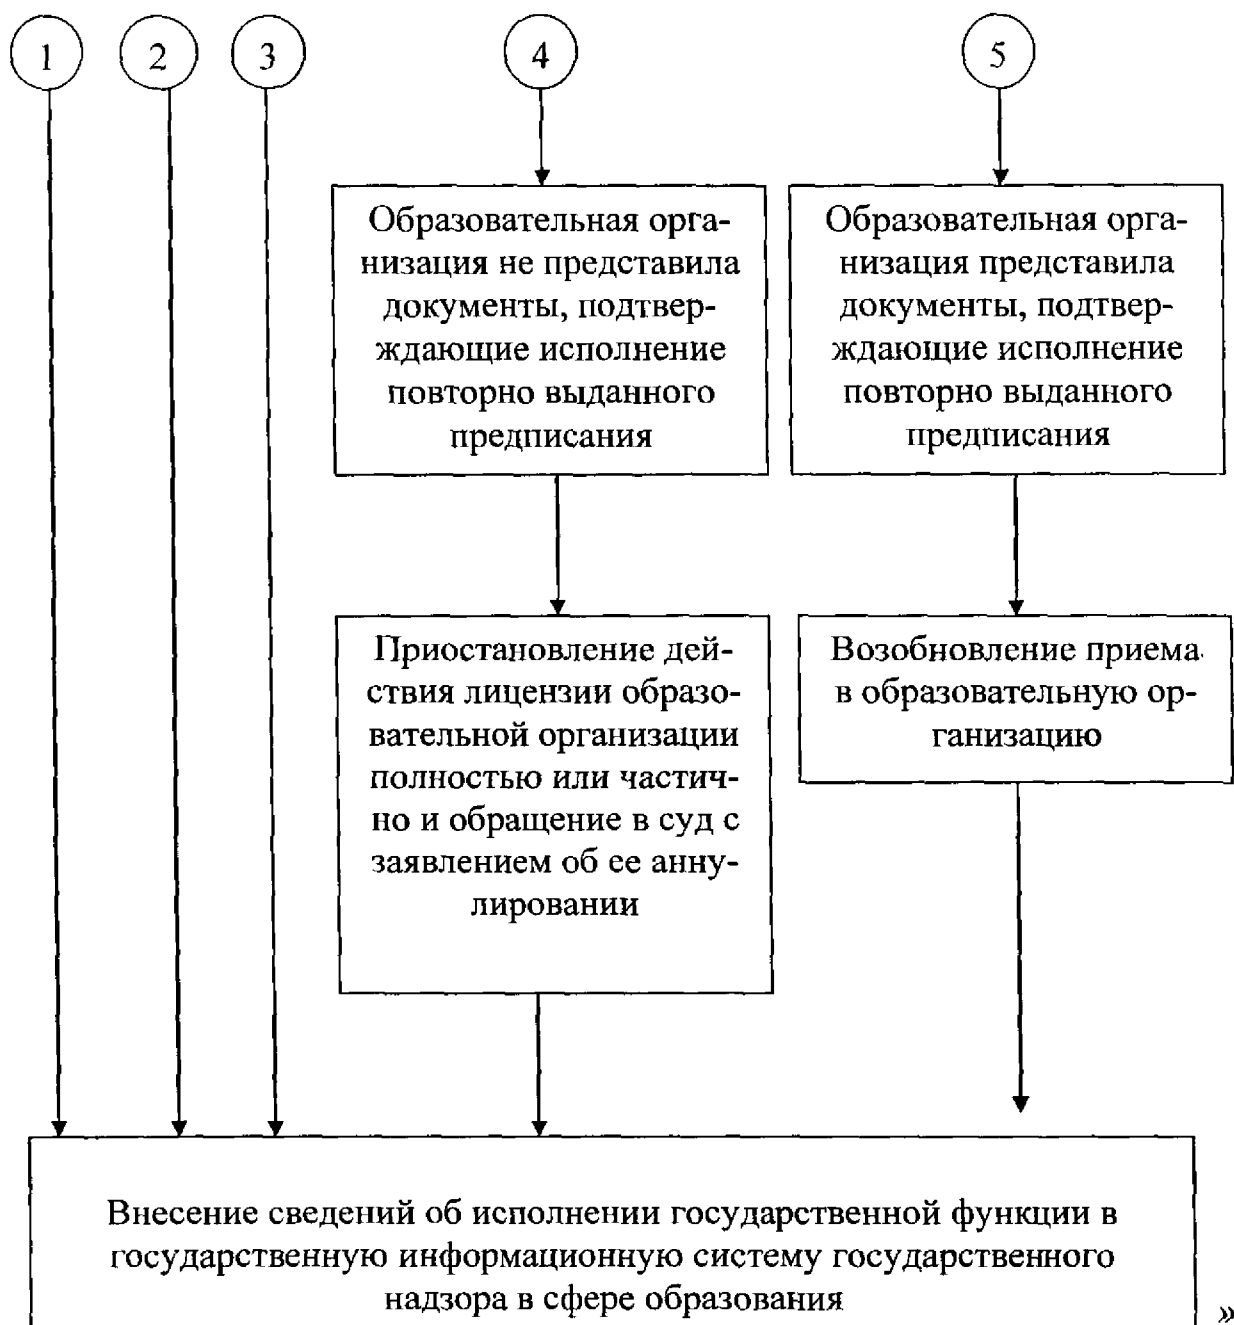 1 2 3 4 5
Образовательная орга-
низация не представила
документы, подтвер-
ждающие исполнение
повторно выданного
предписания
Образовательная орга-
низация представила
документы, подтвер-
ждающие исполнение
повторно выданного
предписания
Приостановление дей-
ствия лицензии образо-
вательной организации
полностью или частич-
но и обращение в суд с
заявлением об ее анну-
лировании
Возобновление приема
в образовательную ор-
ганизацию
Внесение сведений об исполнении государственной функции в
государственную информационную систему государственного
надзора в сфере образования
»